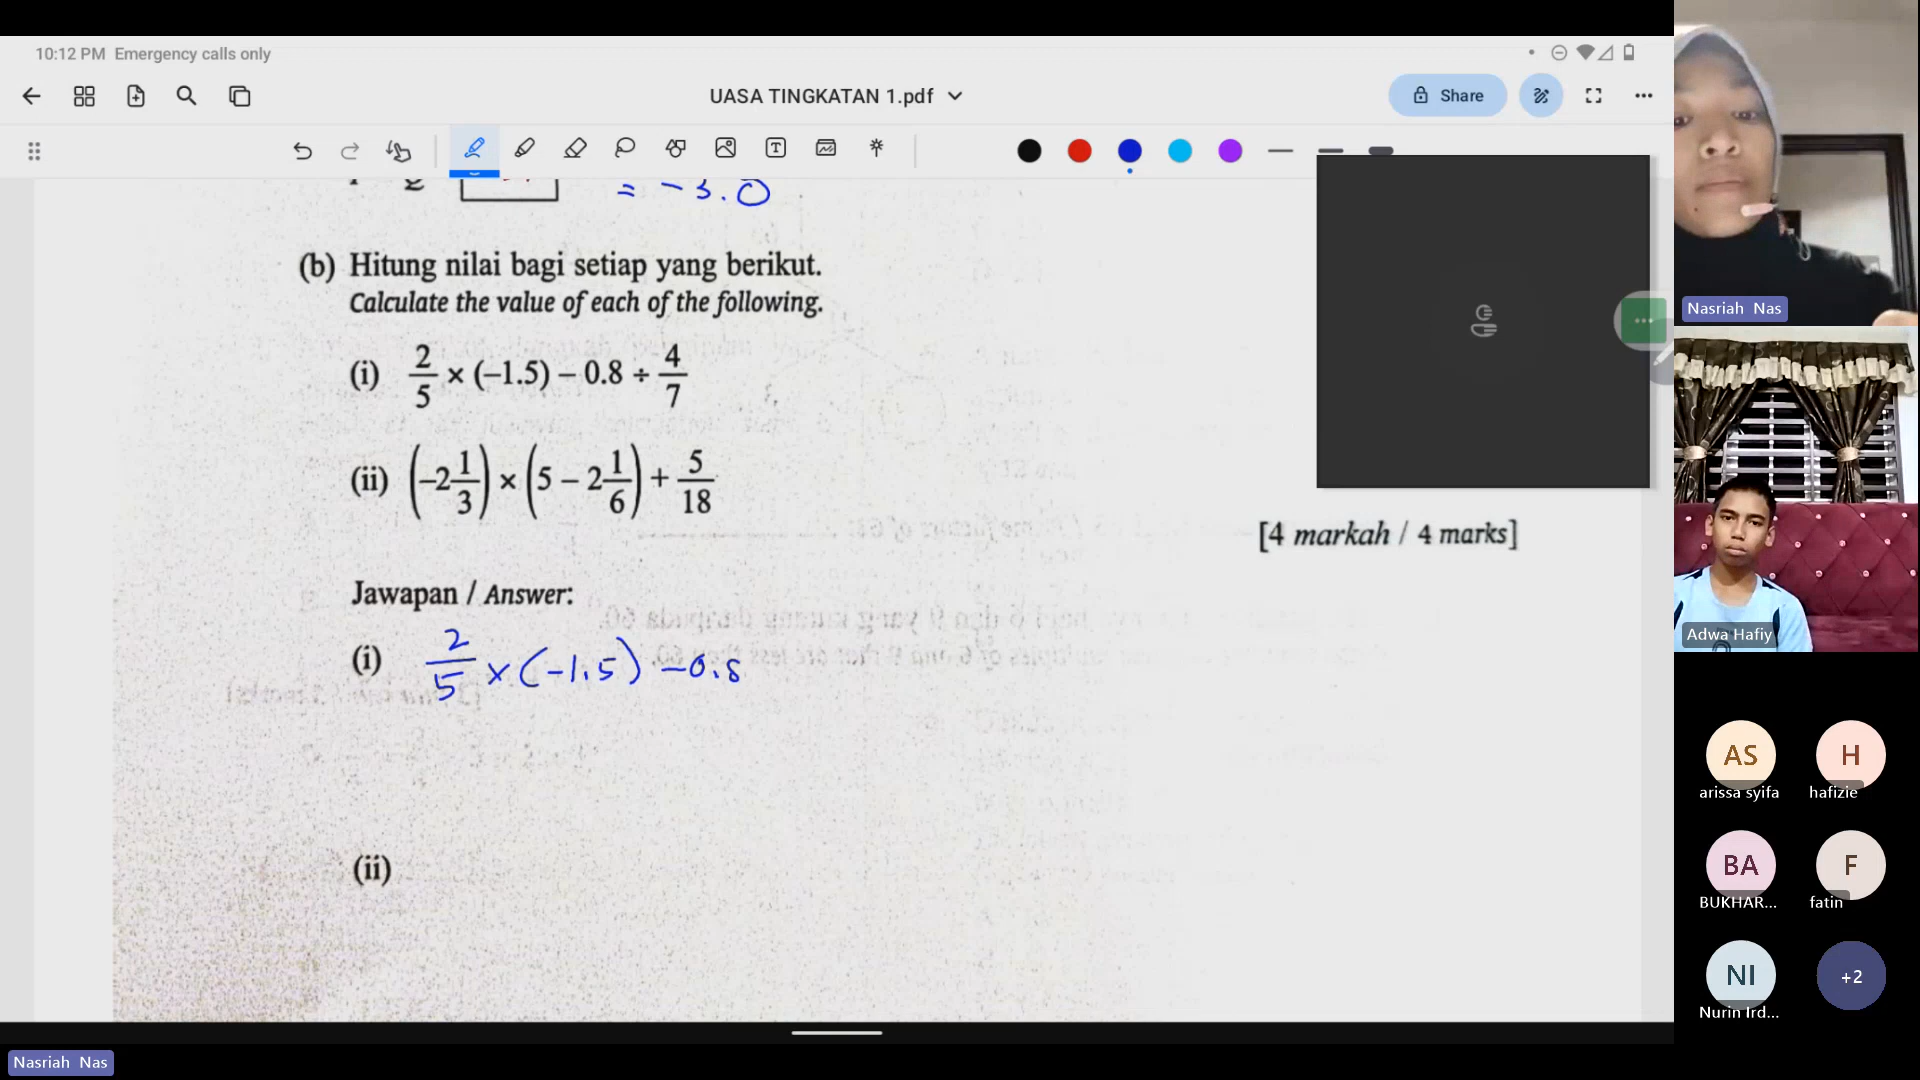 10:12 PM Emergency calls only
UASA TINGKATAN 1.pdf
Share
= -3.0
(b) Hitung nilai bagi setiap yang berikut.
Calculate the value of each of the following.
(i) 2/5 × (−1.5) − 0.8 ÷ 4/7
(ii) (−2 1/3) × (5 − 2 1/6) + 5/18
[4 markah / 4 marks]
Jawapan / Answer:
(i) 2/5 × (-1.5) -0.8
(ii)
Nasriah Nas
Adwa Hafiy
AS
arissa syifa
H
hafizie
BA
BUKHAR...
F
fatin
NI
Nurin Ird...
+2
Nasriah Nas